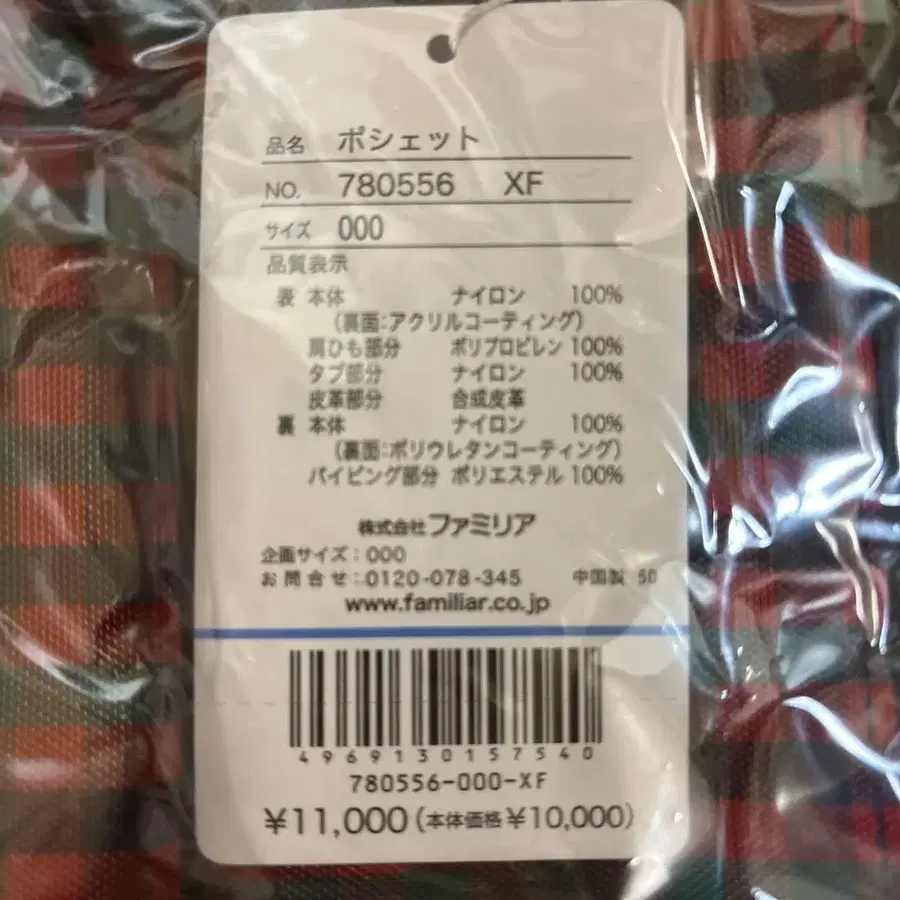 品名 ポシェット
NO. 780556 XF
サイズ 000
品質表示
表 本体 ナイロン 100%
(裏面:アクリルコーティング)
肩ひも部分 ポリプロピレン 100%
タブ部分 ナイロン 100%
皮革部分 合成皮革
裏 本体 ナイロン 100%
(裏面:ポリウレタンコーティング)
パイピング部分 ポリエステル 100%
株式会社 ファミリア
企画サイズ:000
お問合せ:0120-078-345 中国製 50
www.familiar.co.jp
4969130157540
780556-000-XF
¥11,000(本体価格¥10,000)